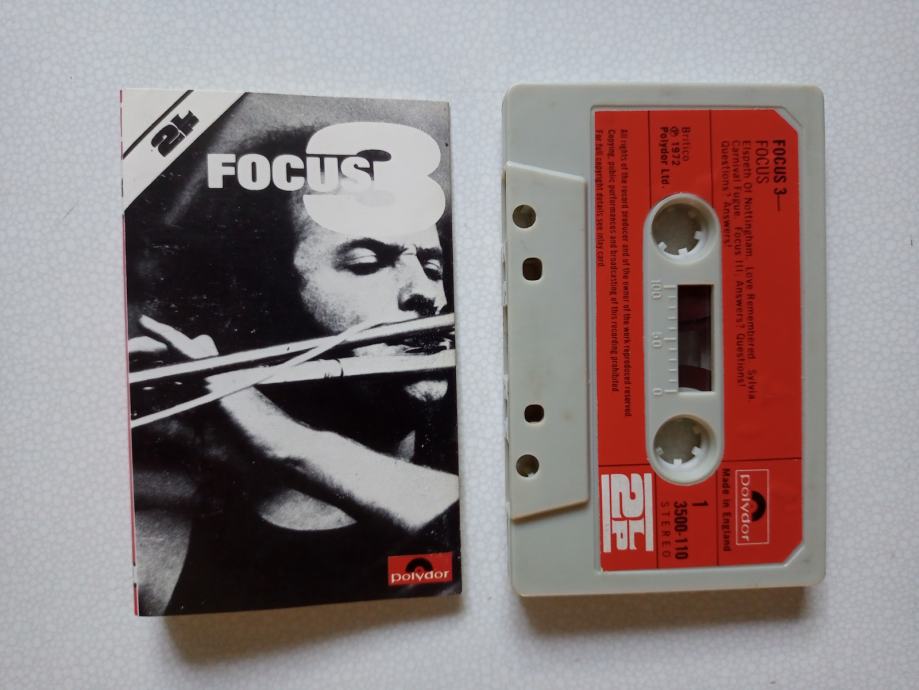 2LP
FOCUS 3
polydor
FOCUS 3—
FOCUS
Elspeth Of Nottingham, Love Remembered, Sylvia,
Carnival Fugue, Focus III, Answers? Questions!
Questions? Answers!
Britico
℗ 1972
Polydor Ltd.
All rights of the record producer and of the owner of the work reproduced reserved
Copying, public performances and broadcasting of this recording prohibited
For full copyright details see inlay card
100 50 0
polydor
Made in England
1
3500-110
STEREO
2LP